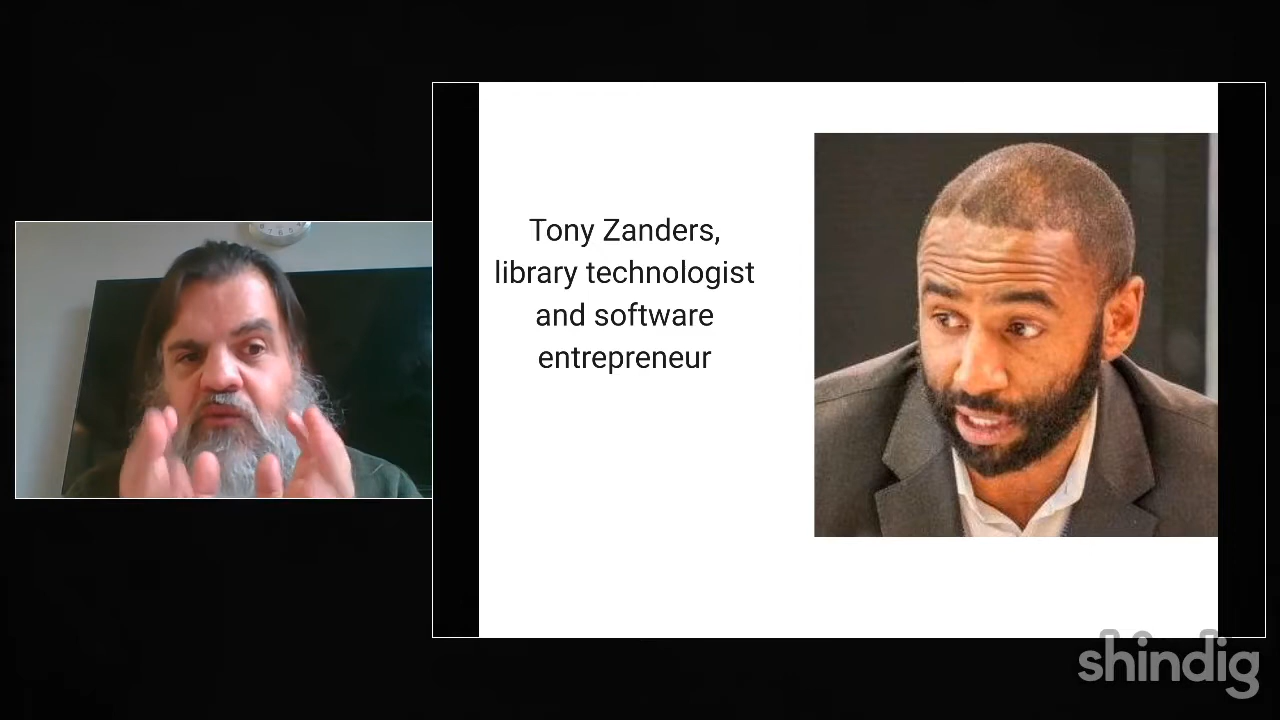 Tony Zanders,
library technologist
and software
entrepreneur
shindig